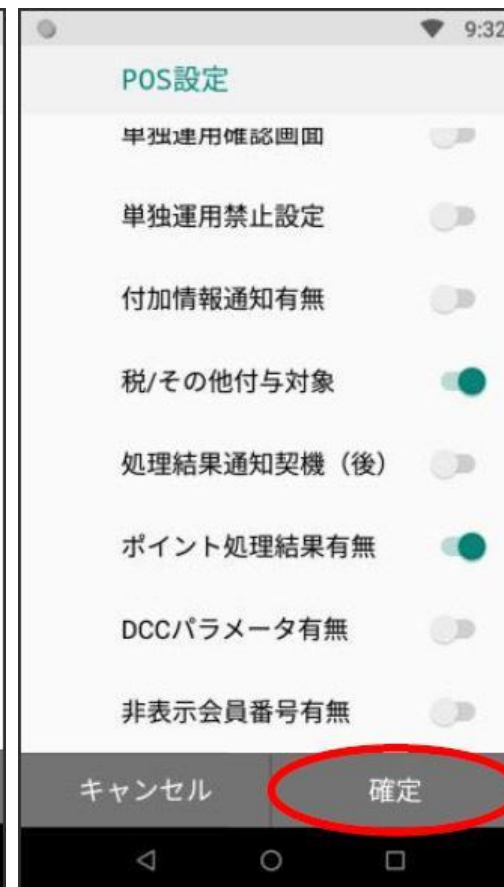 9:32
POS設定
単独運用確認画面
単独運用禁止設定
付加情報通知有無
税/その他付与対象
処理結果通知契機（後）
ポイント処理結果有無
DCCパラメータ有無
非表示会員番号有無
キャンセル 確定